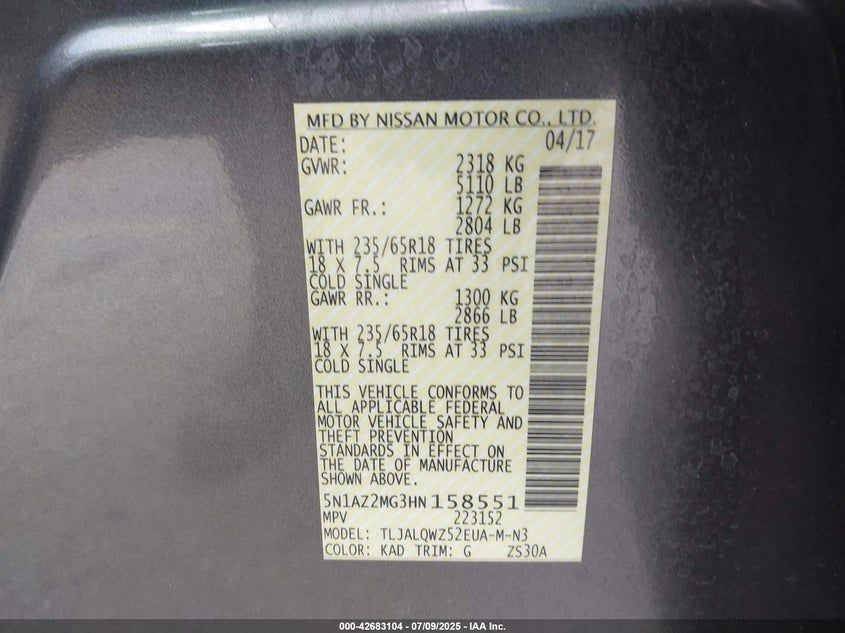 MFD BY NISSAN MOTOR CO., LTD.
DATE: 04/17
GVWR: 2318 KG
5110 LB
GAWR FR.: 1272 KG
2804 LB
WITH 235/65R18 TIRES
18 X 7.5 RIMS AT 33 PSI
COLD SINGLE
GAWR RR.: 1300 KG
2866 LB
WITH 235/65R18 TIRES
18 X 7.5 RIMS AT 33 PSI
COLD SINGLE
THIS VEHICLE CONFORMS TO
ALL APPLICABLE FEDERAL
MOTOR VEHICLE SAFETY AND
THEFT PREVENTION
STANDARDS IN EFFECT ON
THE DATE OF MANUFACTURE
SHOWN ABOVE.
5N1AZ2MG3HN158551
MPV 223152
MODEL: TLJALQWZ52EUA-M-N3
COLOR: KAD TRIM: G ZS30A
000-42683104 - 07/09/2025 - IAA Inc.